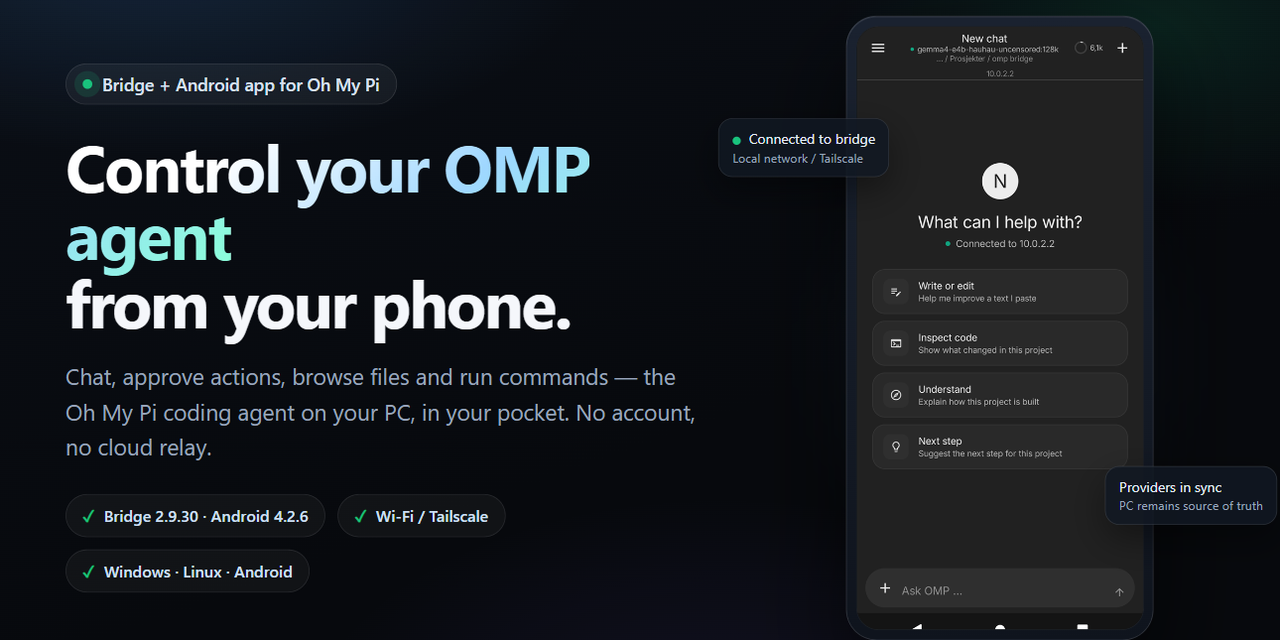 Bridge + Android app for Oh My Pi
Control your OMP
agent
from your phone.
Chat, approve actions, browse files and run commands — the
Oh My Pi coding agent on your PC, in your pocket. No account,
no cloud relay.
✓ Bridge 2.9.30 · Android 4.2.6
✓ Wi-Fi / Tailscale
✓ Windows · Linux · Android
New chat
gemma4-e4b-hauhau-uncensored:128k
... / Prosjekter / omp bridge
10.0.2.2
6,1k
Connected to bridge
Local network / Tailscale
N
What can I help with?
Connected to 10.0.2.2
Write or edit
Help me improve a text I paste
Inspect code
Show what changed in this project
Understand
Explain how this project is built
Next step
Suggest the next step for this project
Providers in sync
PC remains source of truth
Ask OMP ...